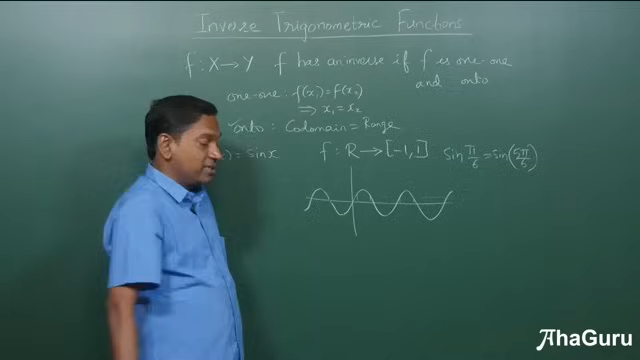 Inverse Trigonometric Functions
f : X → Y f has an inverse if f is one-one
and onto
one-one : f(x₁) = f(x₂)
⇒ x₁ = x₂
onto : Codomain = Range
) = sin x f : R → [-1, 1] sin π/6 = sin(5π/6)
AhaGuru